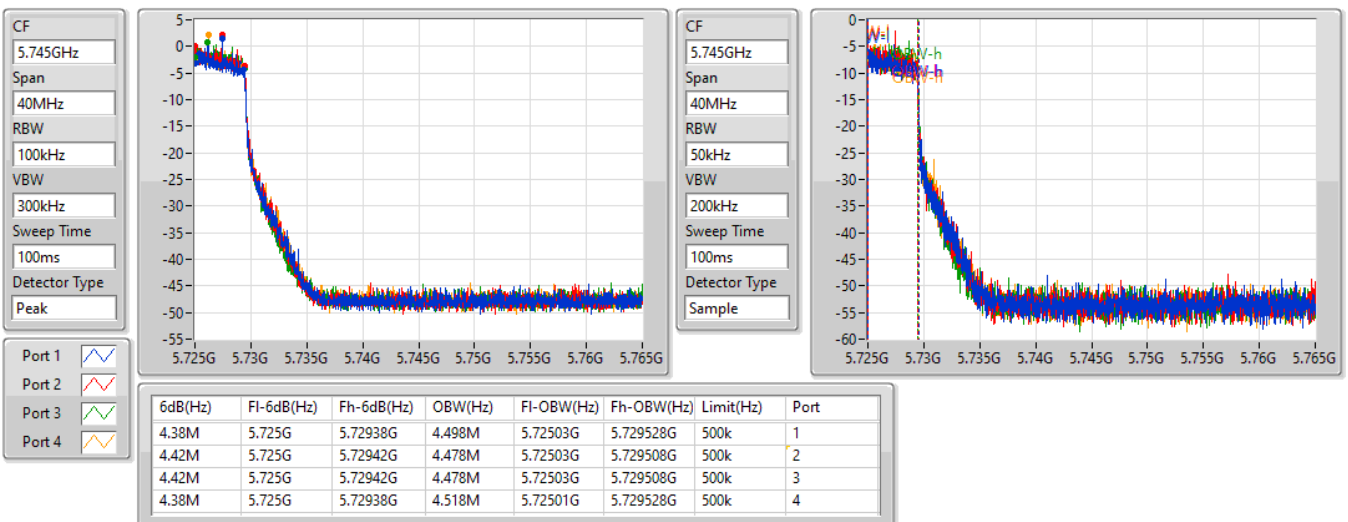 CF
5.745GHz
Span
40MHz
RBW
100kHz
VBW
300kHz
Sweep Time
100ms
Detector Type
Peak
5
0
-5
-10
-15
-20
-25
-30
-35
-40
-45
-50
-55
5.725G 5.73G 5.735G 5.74G 5.745G 5.75G 5.755G 5.76G 5.765G
CF
5.745GHz
Span
40MHz
RBW
50kHz
VBW
200kHz
Sweep Time
100ms
Detector Type
Sample
0
-5
-10
-15
-20
-25
-30
-35
-40
-45
-50
-55
-60
5.725G 5.73G 5.735G 5.74G 5.745G 5.75G 5.755G 5.76G 5.765G
Port 1
Port 2
Port 3
Port 4
6dB(Hz) Fl-6dB(Hz) Fh-6dB(Hz) OBW(Hz) Fl-OBW(Hz) Fh-OBW(Hz) Limit(Hz) Port
4.38M 5.725G 5.72938G 4.498M 5.72503G 5.729528G 500k 1
4.42M 5.725G 5.72942G 4.478M 5.72503G 5.729508G 500k 2
4.42M 5.725G 5.72942G 4.478M 5.72503G 5.729508G 500k 3
4.38M 5.725G 5.72938G 4.518M 5.72501G 5.729528G 500k 4